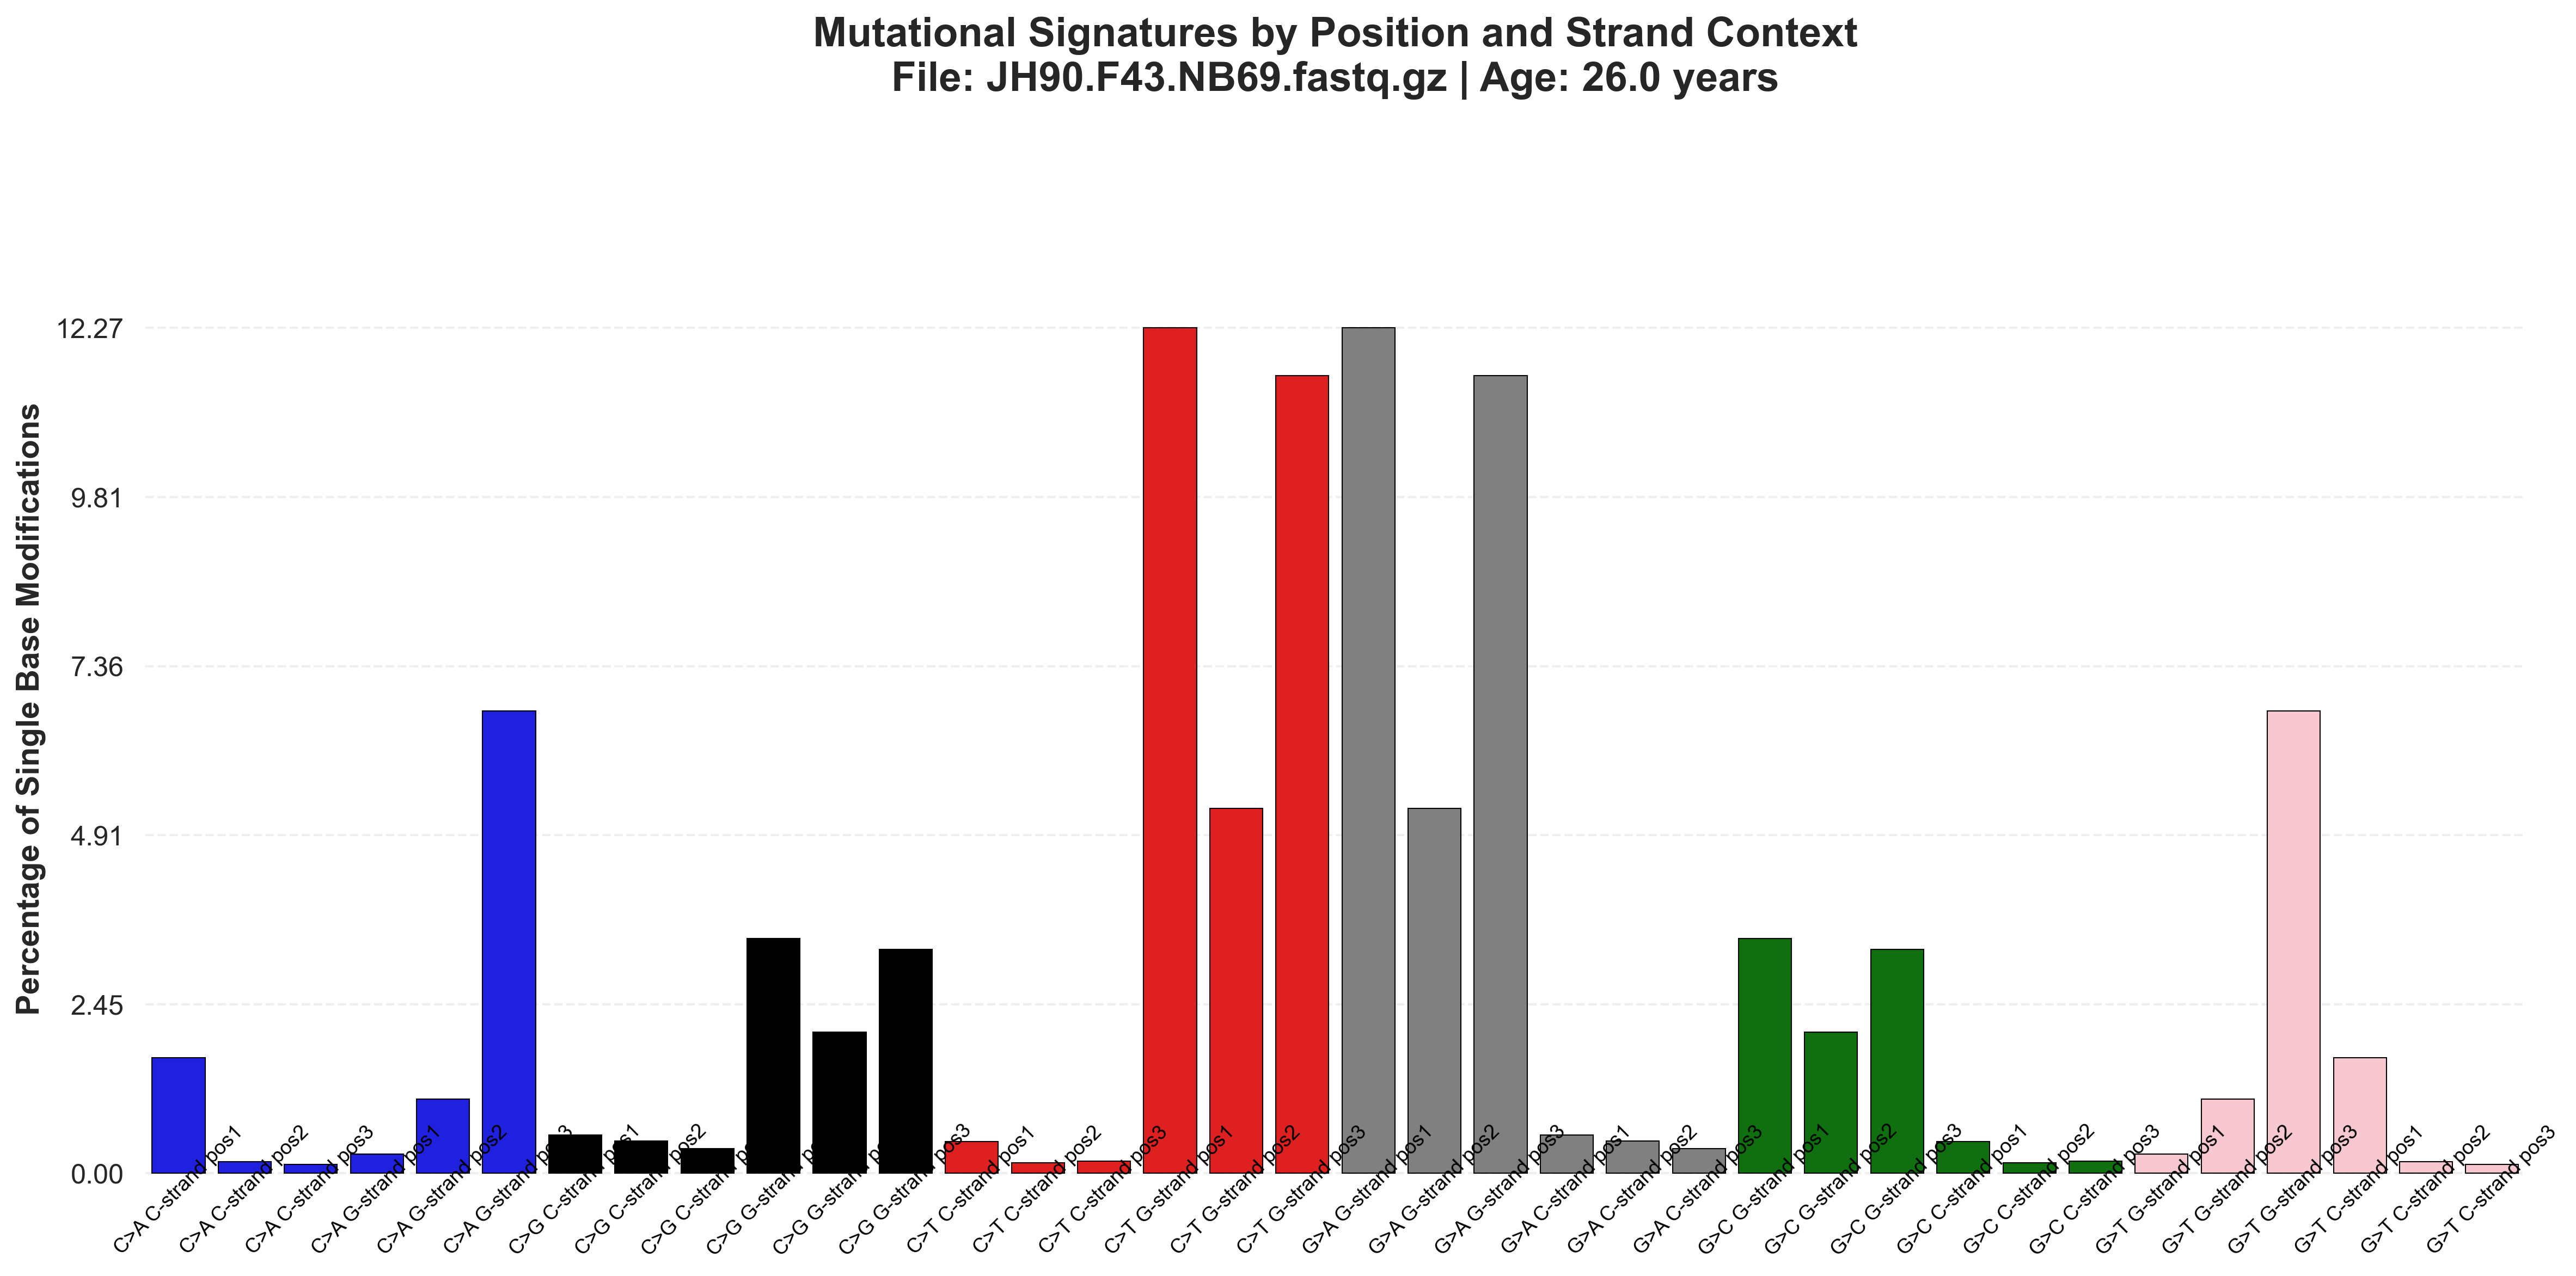 Mutational Signatures by Position and Strand Context
File: JH90.F43.NB69.fastq.gz | Age: 26.0 years
Percentage of Single Base Modifications
12.27
9.81
7.36
4.91
2.45
0.00
C>A C-strand pos1
C>A C-strand pos2
C>A C-strand pos3
C>A G-strand pos1
C>A G-strand pos2
C>A G-strand pos3
C>G C-strand pos1
C>G C-strand pos2
C>G C-strand pos3
C>G G-strand pos1
C>G G-strand pos2
C>G G-strand pos3
C>T C-strand pos1
C>T C-strand pos2
C>T C-strand pos3
C>T G-strand pos1
C>T G-strand pos2
C>T G-strand pos3
G>A G-strand pos1
G>A G-strand pos2
G>A G-strand pos3
G>A C-strand pos1
G>A C-strand pos2
G>A C-strand pos3
G>C G-strand pos1
G>C G-strand pos2
G>C G-strand pos3
G>C C-strand pos1
G>C C-strand pos2
G>C C-strand pos3
G>T G-strand pos1
G>T G-strand pos2
G>T G-strand pos3
G>T C-strand pos1
G>T C-strand pos2
G>T C-strand pos3